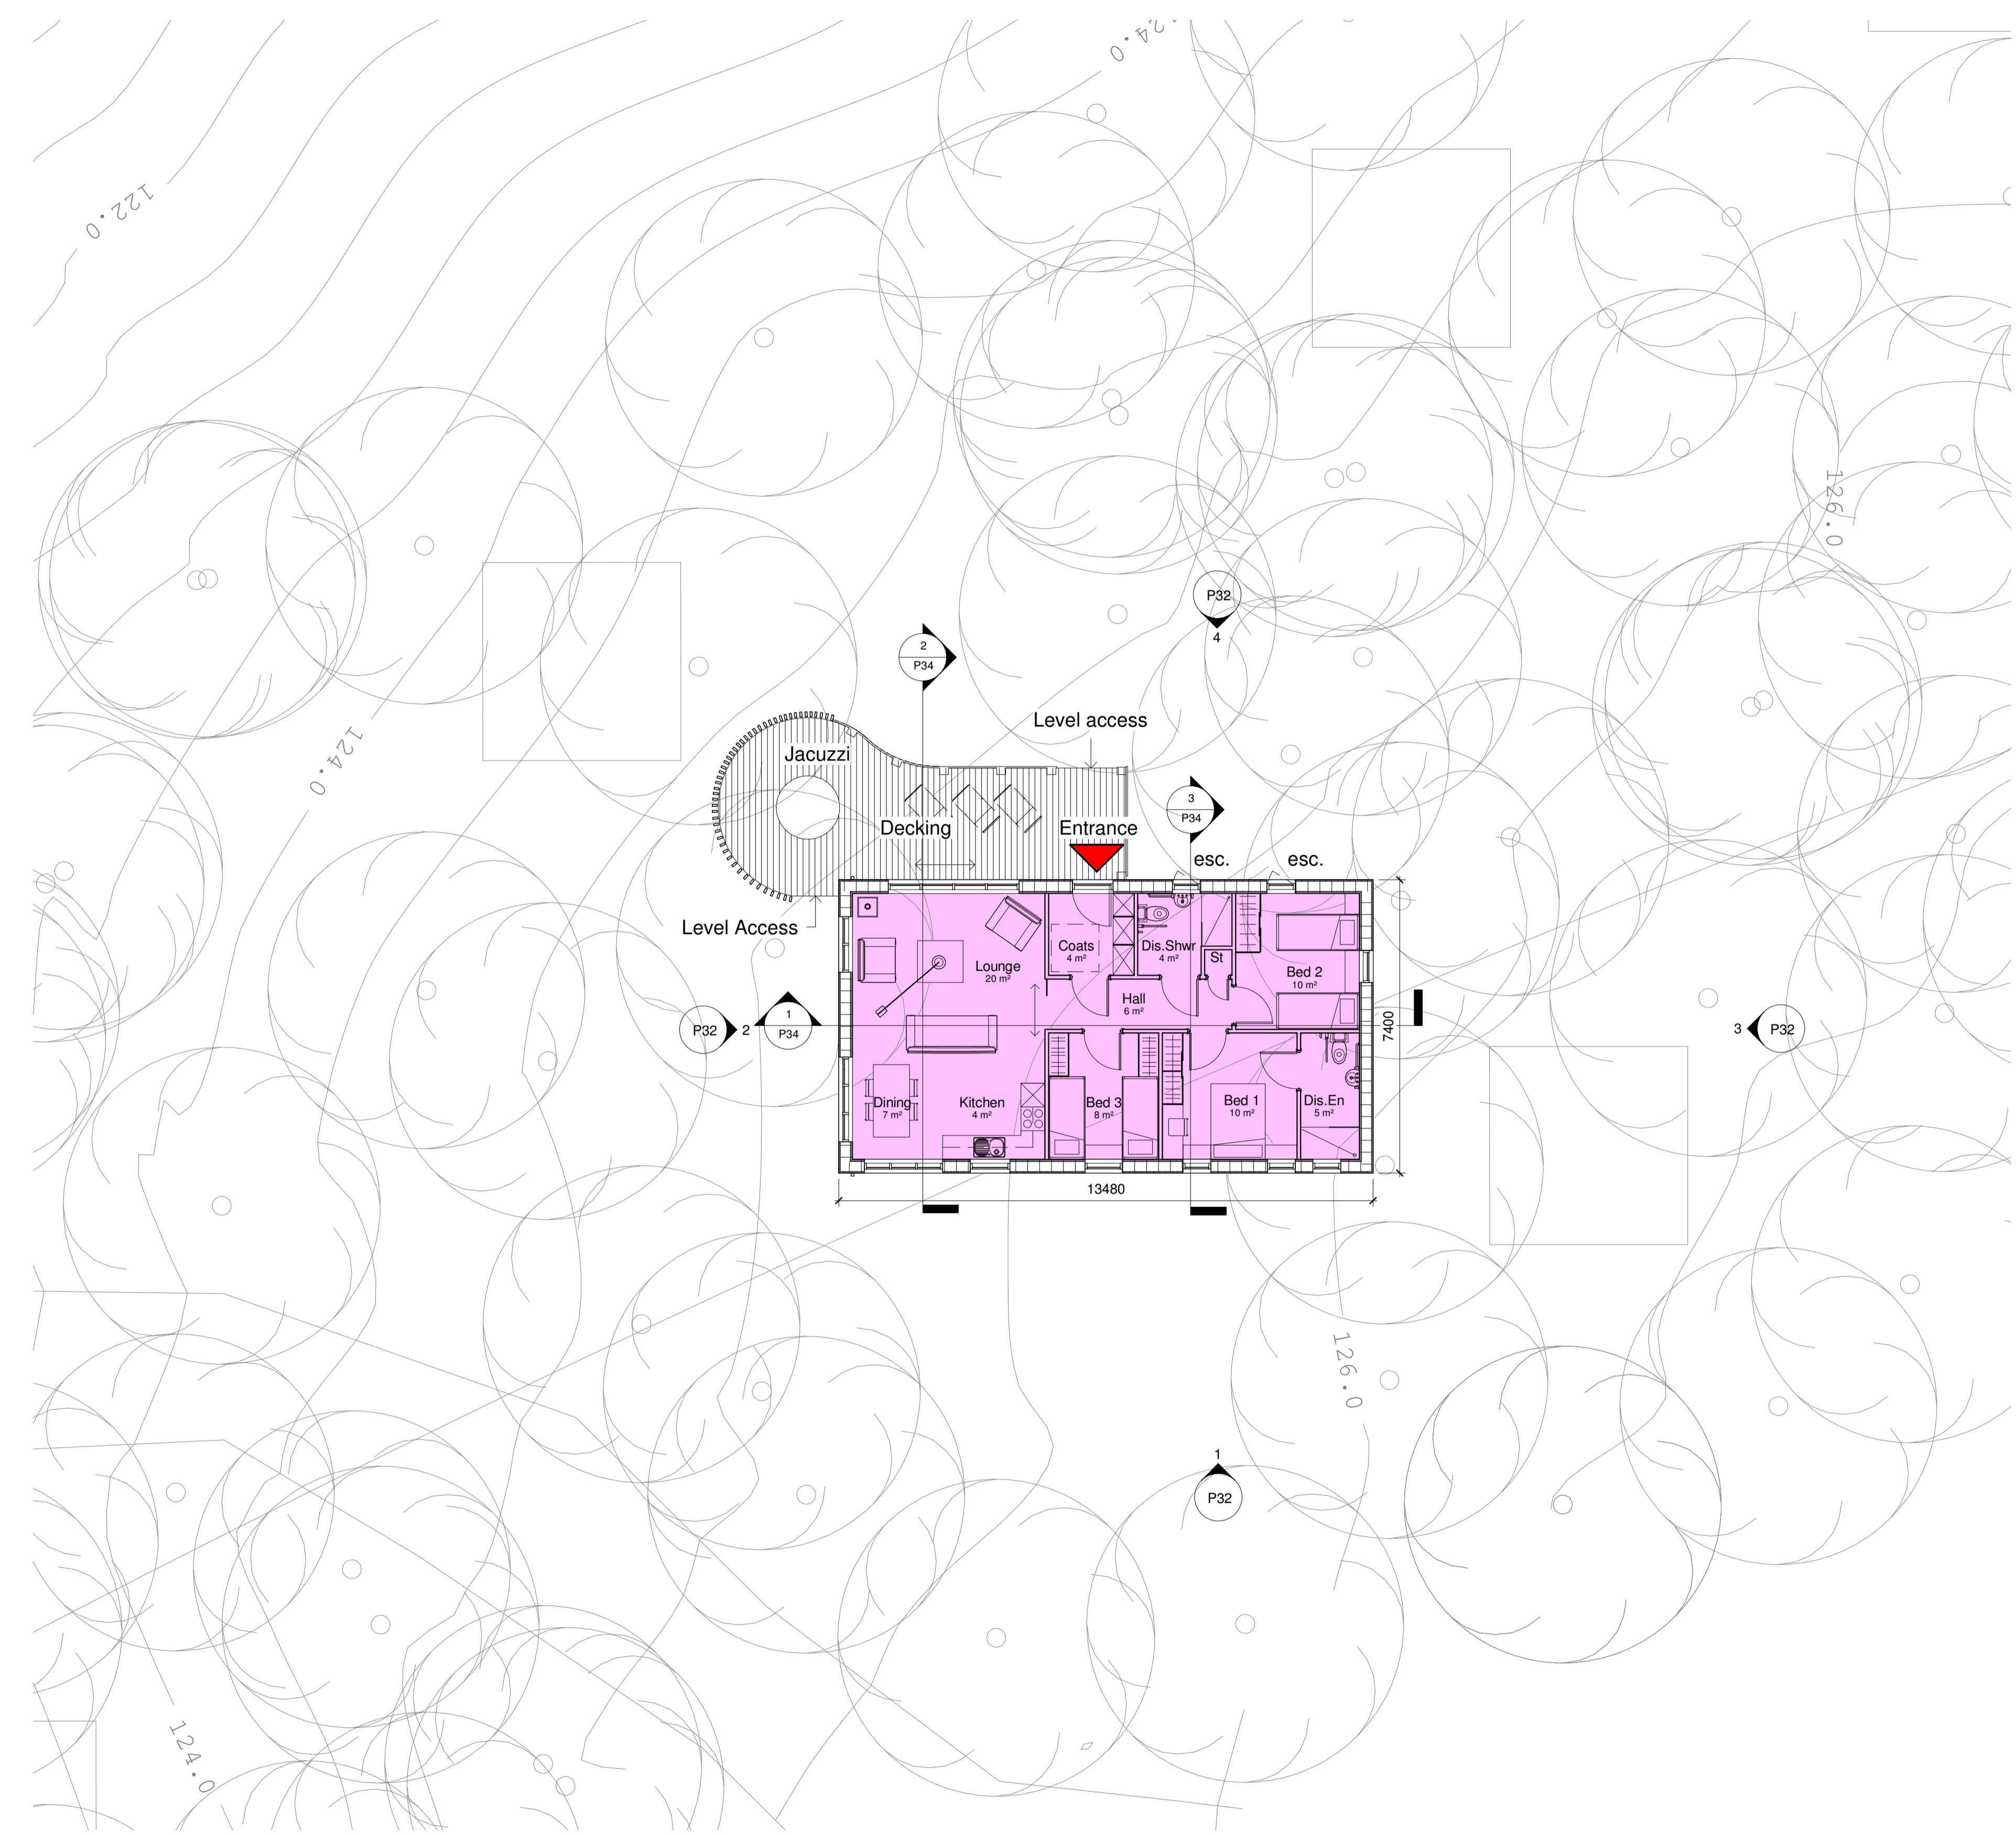 124.0
122.0
126.0
P32
4
2
P34
Level access
Jacuzzi
124.0
3
P34
Decking
Entrance
esc.
esc.
Level Access
Coats
4 m²
Dis.Shwr
4 m²
St
Lounge
20 m²
Bed 2
10 m²
Hall
6 m²
P32
2
1
P34
7400
3
P32
Dining
7 m²
Kitchen
4 m²
Bed 3
8 m²
Bed 1
10 m²
Dis.En
5 m²
13480
126.0
1
P32
124.0